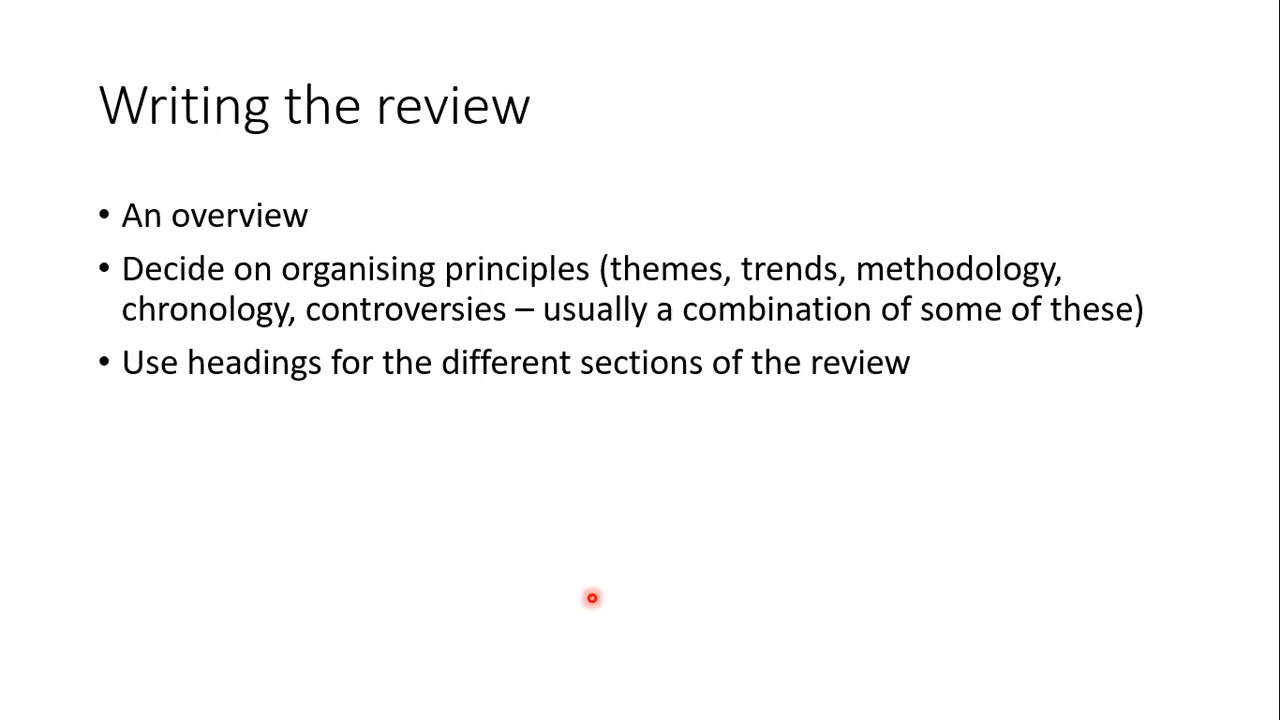 Writing the review
• An overview
• Decide on organising principles (themes, trends, methodology,
chronology, controversies – usually a combination of some of these)
• Use headings for the different sections of the review